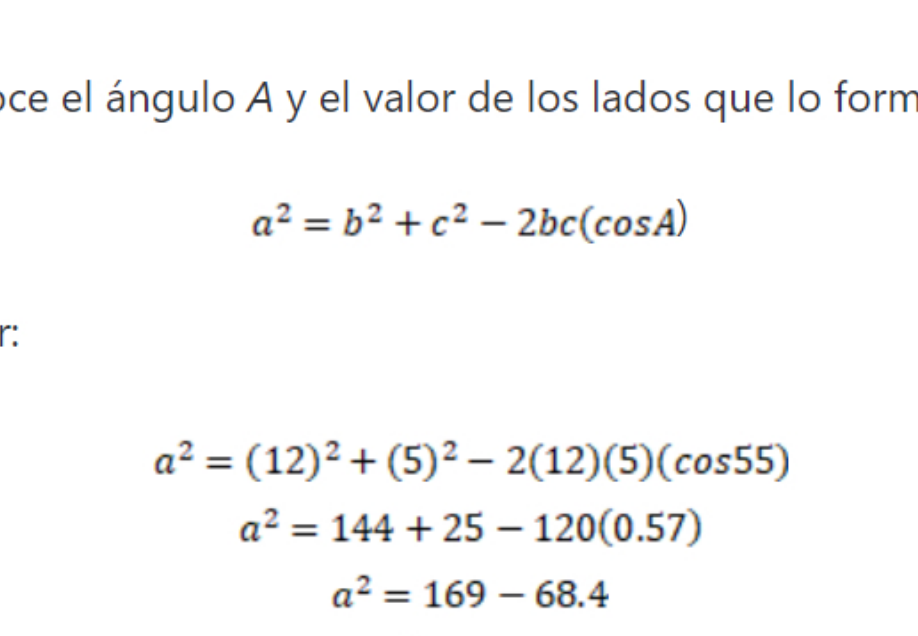 oce el ángulo A y el valor de los lados que lo form
a² = b² + c² − 2bc(cosA)
r:
a² = (12)² + (5)² − 2(12)(5)(cos55)
a² = 144 + 25 − 120(0.57)
a² = 169 − 68.4